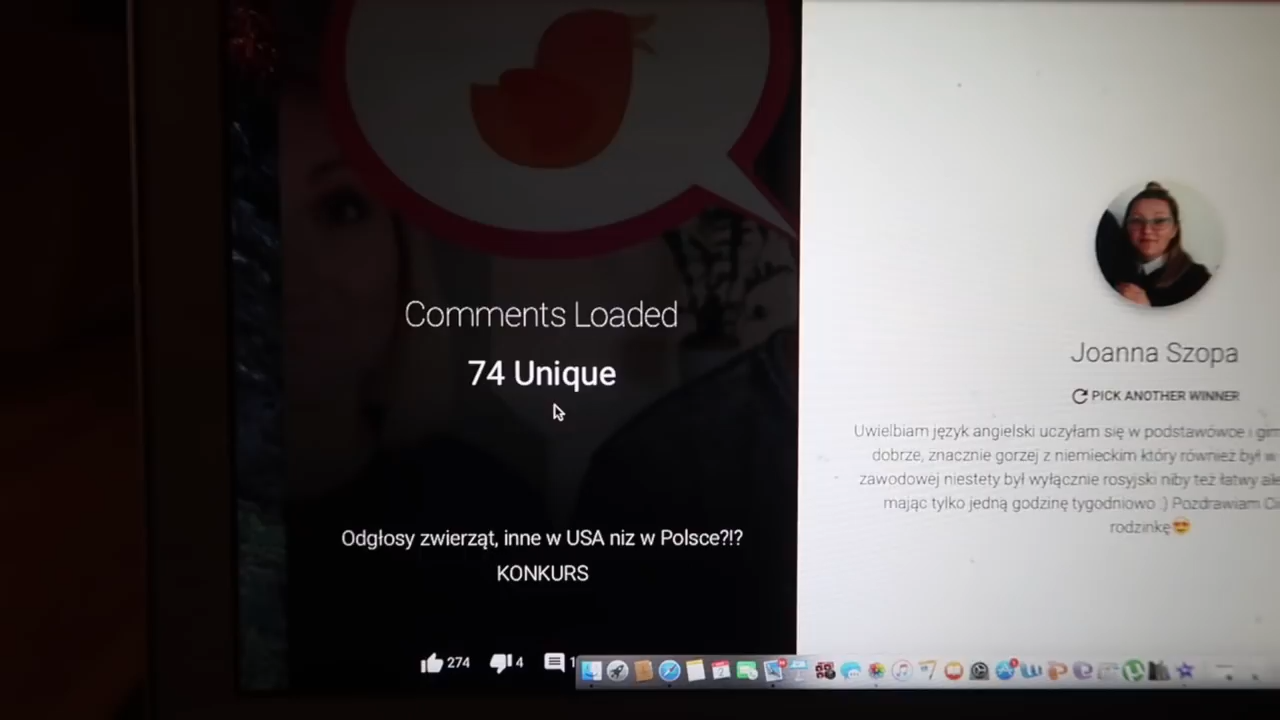 Comments Loaded
74 Unique
Odgłosy zwierząt, inne w USA niz w Polsce?!?
KONKURS
274
4
Joanna Szopa
PICK ANOTHER WINNER
Uwielbiam język angielski uczyłam się w podstawówce i gim
dobrze, znacznie gorzej z niemieckim który również był w
zawodowej niestety był wyłącznie rosyjski niby też łatwy ale
mając tylko jedną godzinę tygodniowo :) Pozdrawiam
rodzinkę😍